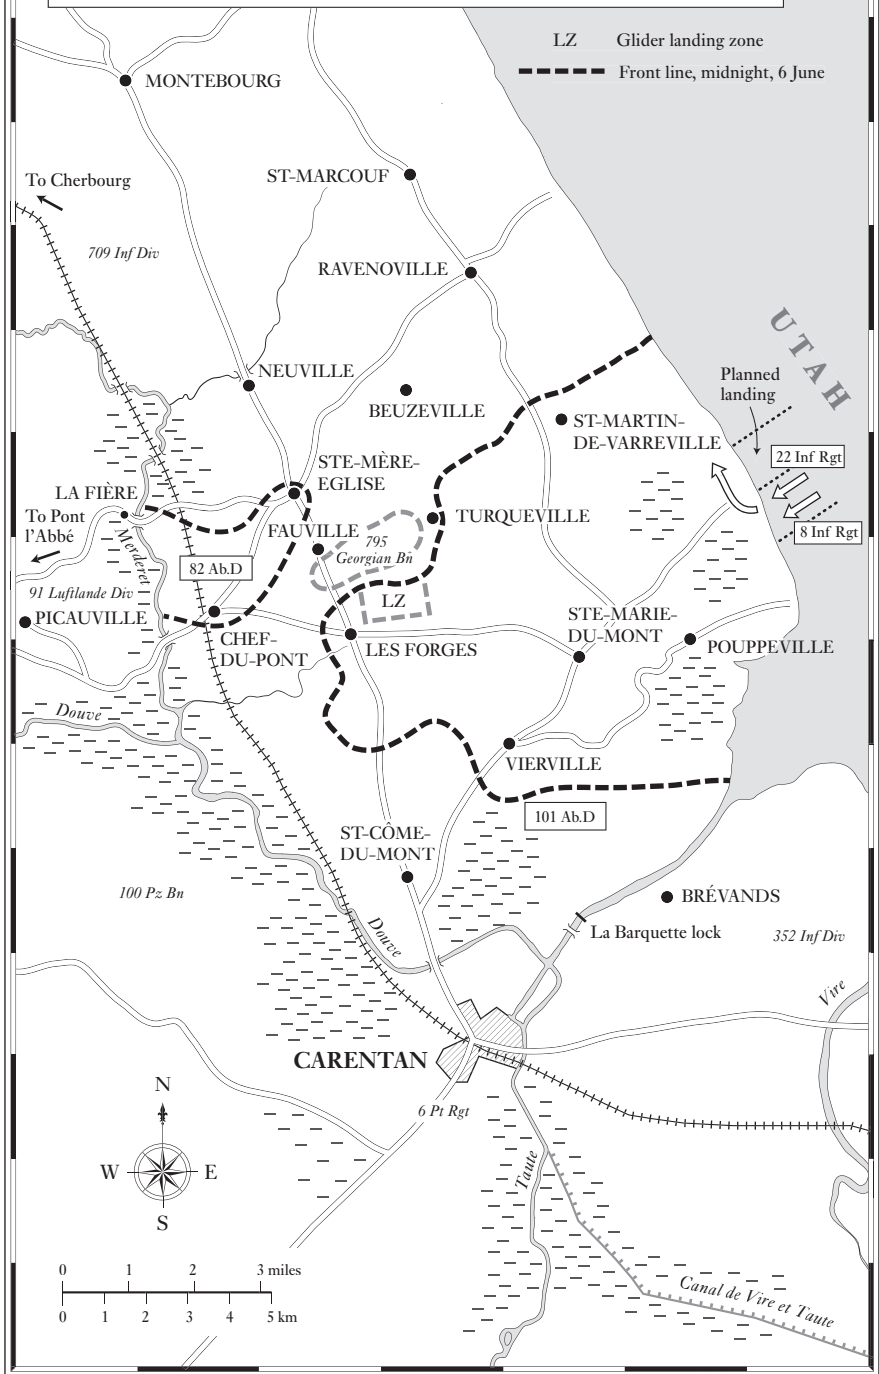 LZ Glider landing zone
Front line, midnight, 6 June
MONTEBOURG
ST-MARCOUF
To Cherbourg
709 Inf Div
RAVENOVILLE
UTAH
NEUVILLE
Planned
landing
BEUZEVILLE
ST-MARTIN-
DE-VARREVILLE
22 Inf Rgt
STE-MÈRE-
EGLISE
LA FIÈRE
To Pont
l'Abbé
FAUVILLE
795
Georgian Bn
TURQUEVILLE
8 Inf Rgt
Merderet
82 Ab.D
91 Luftlande Div
LZ
PICAUVILLE
CHEF-
DU-PONT
LES FORGES
STE-MARIE-
DU-MONT
POUPPEVILLE
Douve
VIERVILLE
101 Ab.D
ST-CÔME-
DU-MONT
100 Pz Bn
BRÉVANDS
Douve
La Barquette lock
352 Inf Div
Vire
CARENTAN
6 Pt Rgt
N
W E
S
Taute
0 1 2 3 miles
0 1 2 3 4 5 km
Canal de Vire et Taute